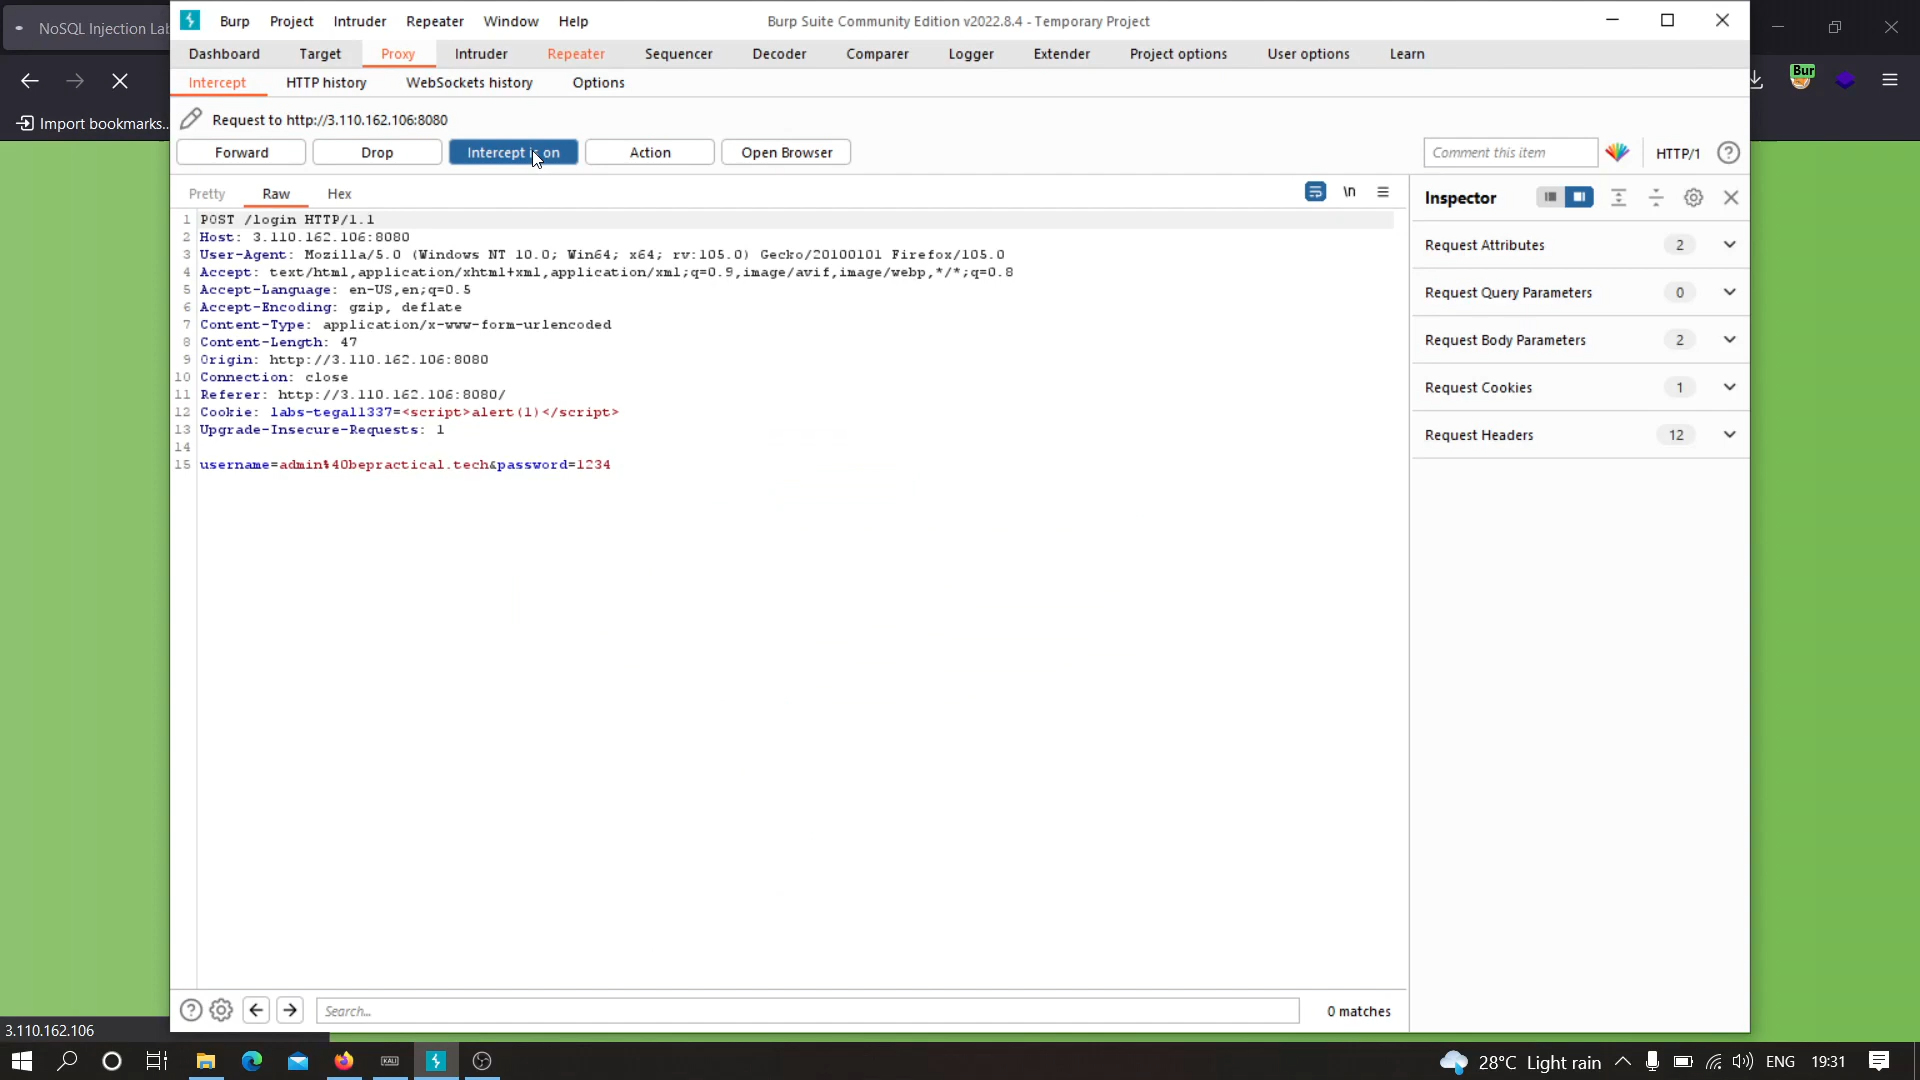 NoSQL Injection Lab
Burp Project Intruder Repeater Window Help
Burp Suite Community Edition v2022.8.4 - Temporary Project
Dashboard Target Proxy Intruder Repeater Sequencer Decoder Comparer Logger Extender Project options User options Learn
Intercept HTTP history WebSockets history Options
Bur
Import bookmarks...
Request to http://3.110.162.106:8080
Forward Drop Intercept is on Action Open Browser
Comment this item HTTP/1 ?
Pretty Raw Hex
\n
1 POST /login HTTP/1.1
2 Host: 3.110.162.106:8080
3 User-Agent: Mozilla/5.0 (Windows NT 10.0; Win64; x64; rv:105.0) Gecko/20100101 Firefox/105.0
4 Accept: text/html,application/xhtml+xml,application/xml;q=0.9,image/avif,image/webp,*/*;q=0.8
5 Accept-Language: en-US,en;q=0.5
6 Accept-Encoding: gzip, deflate
7 Content-Type: application/x-www-form-urlencoded
8 Content-Length: 47
9 Origin: http://3.110.162.106:8080
10 Connection: close
11 Referer: http://3.110.162.106:8080/
12 Cookie: labs-tegal1337=<script>alert(1)</script>
13 Upgrade-Insecure-Requests: 1
14
15 username=admin%40bepractical.tech&password=1234
Inspector
Request Attributes 2
Request Query Parameters 0
Request Body Parameters 2
Request Cookies 1
Request Headers 12
? Search... 0 matches
3.110.162.106
KALI
28°C Light rain ENG 19:31